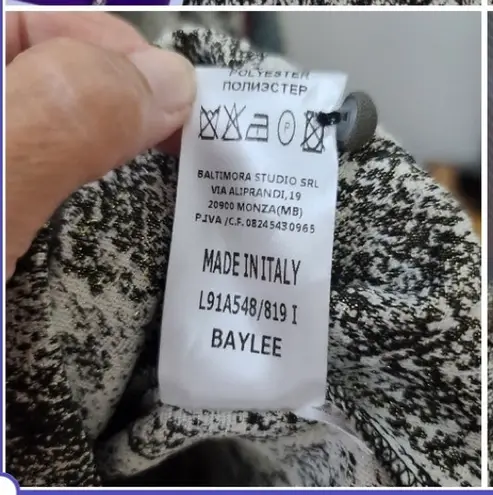 POLYESTER
ПОЛИЭСТЕР
P
BALTIMORA STUDIO SRL
VIA ALIPRANDI,19
20900 MONZA(MB)
P.IVA /C.F. 08245430965
MADE IN ITALY
L91A548/819 I
BAYLEE